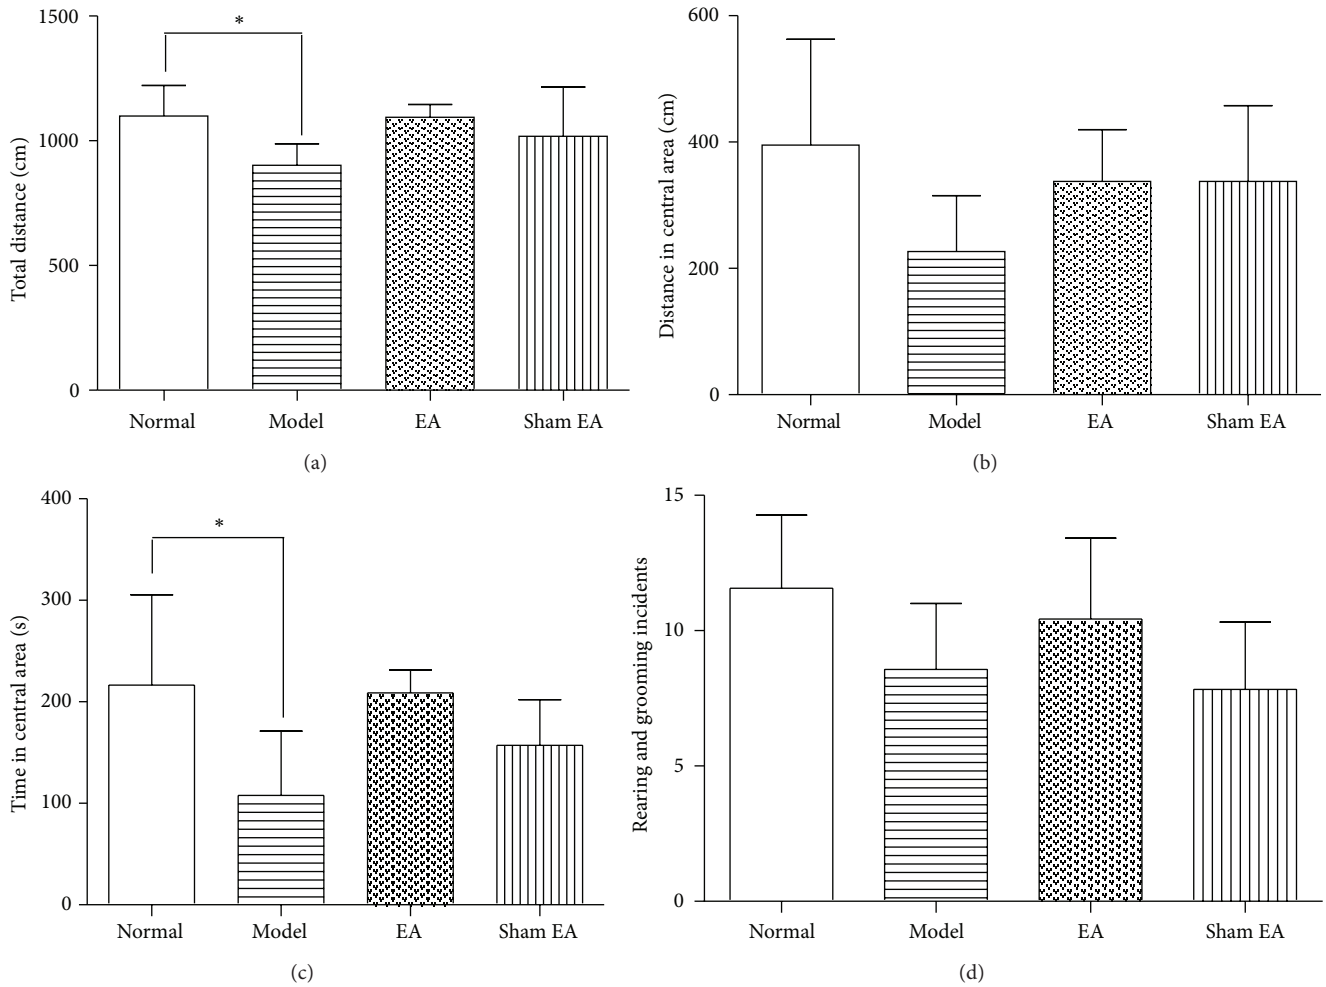 Total distance (cm)
1500
1000
500
0
*
Normal
Model
EA
Sham EA
(a)
Distance in central area (cm)
600
400
200
0
Normal
Model
EA
Sham EA
(b)
Time in central area (s)
400
300
200
100
0
*
Normal
Model
EA
Sham EA
(c)
Rearing and grooming incidents
15
10
5
0
Normal
Model
EA
Sham EA
(d)